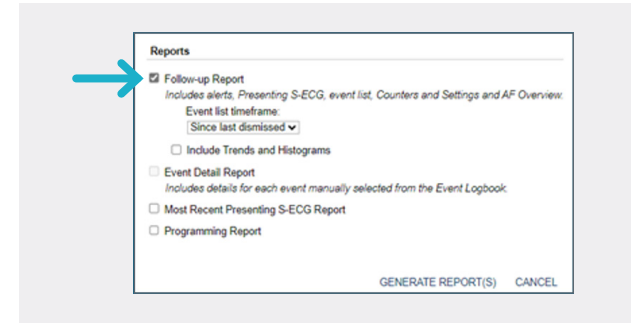 Reports
Follow-up Report
Includes alerts, Presenting S-ECG, event list, Counters and Settings and AF Overview.
Event list timeframe:
Since last dismissed
Include Trends and Histograms
Event Detail Report
Includes details for each event manually selected from the Event Logbook.
Most Recent Presenting S-ECG Report
Programming Report
GENERATE REPORT(S) CANCEL